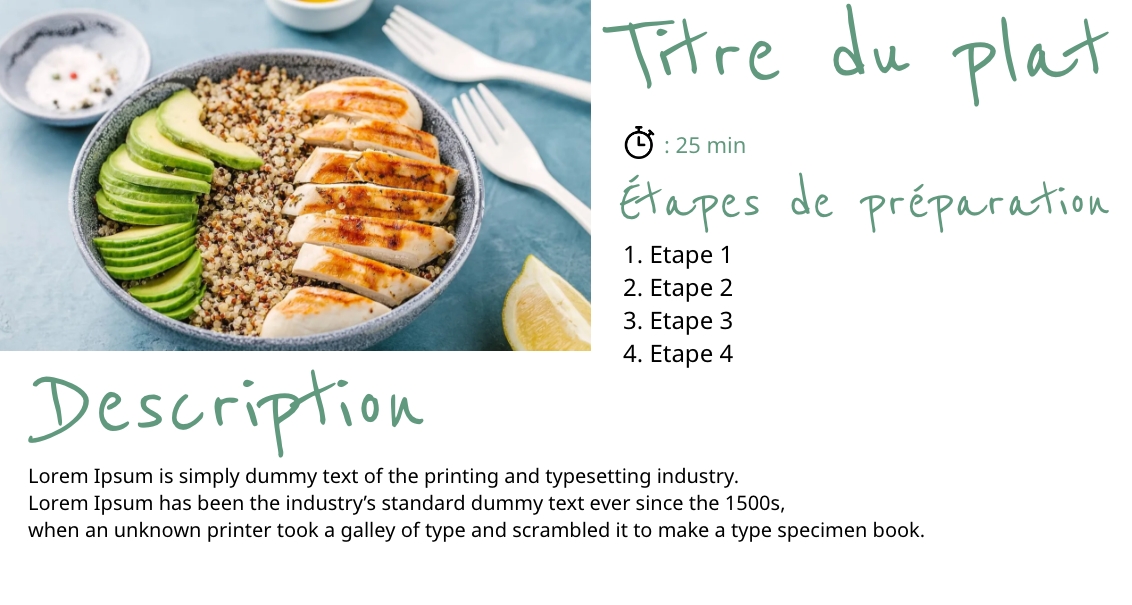 Titre du plat
: 25 min
Étapes de préparation
1. Etape 1
2. Etape 2
3. Etape 3
4. Etape 4
Description
Lorem Ipsum is simply dummy text of the printing and typesetting industry.
Lorem Ipsum has been the industry’s standard dummy text ever since the 1500s,
when an unknown printer took a galley of type and scrambled it to make a type specimen book.